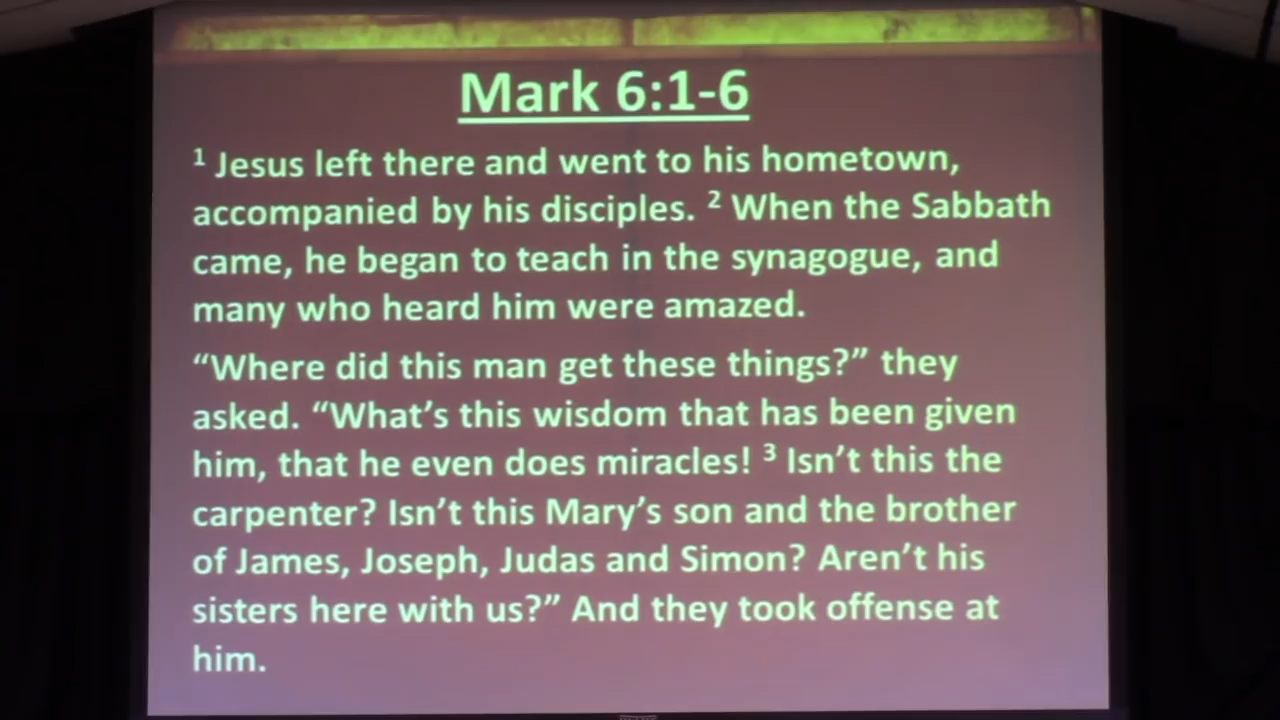 Mark 6:1-6
1 Jesus left there and went to his hometown,
accompanied by his disciples. 2 When the Sabbath
came, he began to teach in the synagogue, and
many who heard him were amazed.
“Where did this man get these things?” they
asked. “What’s this wisdom that has been given
him, that he even does miracles! 3 Isn’t this the
carpenter? Isn’t this Mary’s son and the brother
of James, Joseph, Judas and Simon? Aren’t his
sisters here with us?” And they took offense at
him.